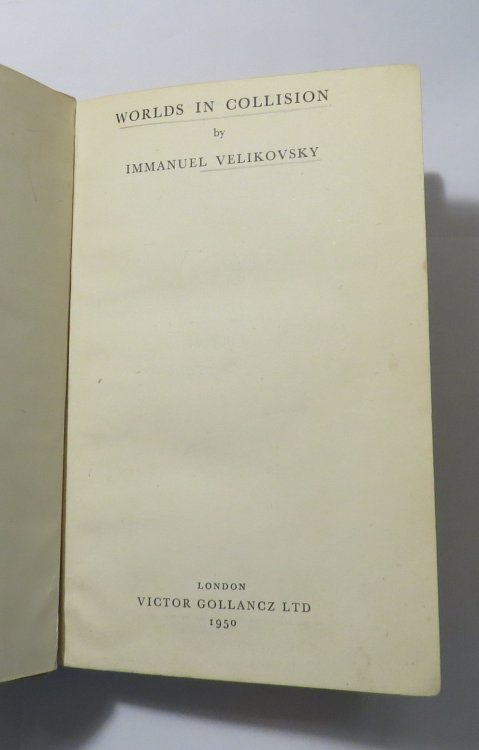 WORLDS IN COLLISION
by
IMMANUEL VELIKOVSKY
LONDON
VICTOR GOLLANCZ LTD
1950